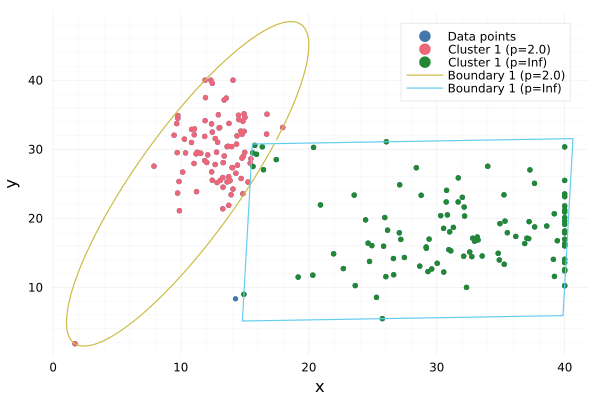 Data points
Cluster 1 (p=2.0)
Cluster 1 (p=Inf)
Boundary 1 (p=2.0)
Boundary 1 (p=Inf)
40
30
20
10
y
0 10 20 30 40
x